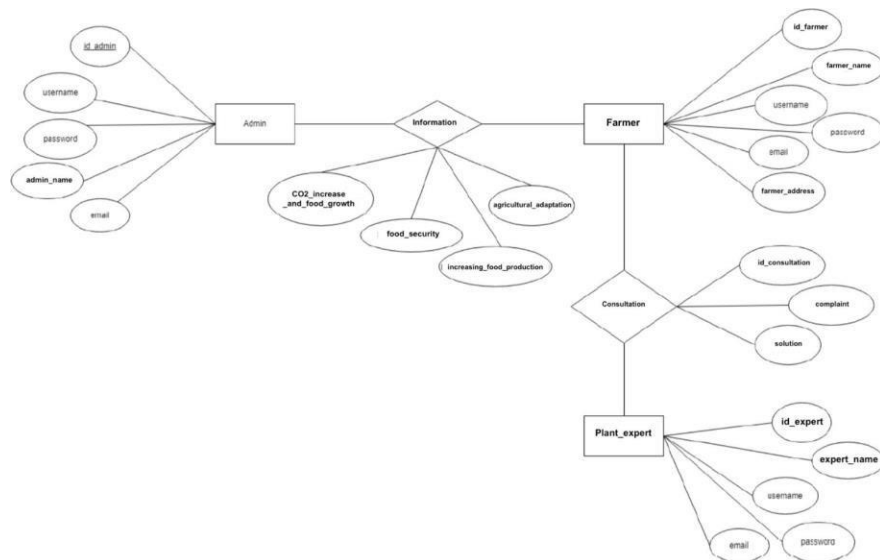 id_admin
username
password
admin_name
email
Admin
Information
CO2_increase
_and_food_growth
food_security
increasing_food_production
agricultural_adaptation
Farmer
id_farmer
farmer_name
username
password
email
farmer_address
Consultation
id_consultation
complaint
solution
Plant_expert
id_expert
expert_name
username
password
email